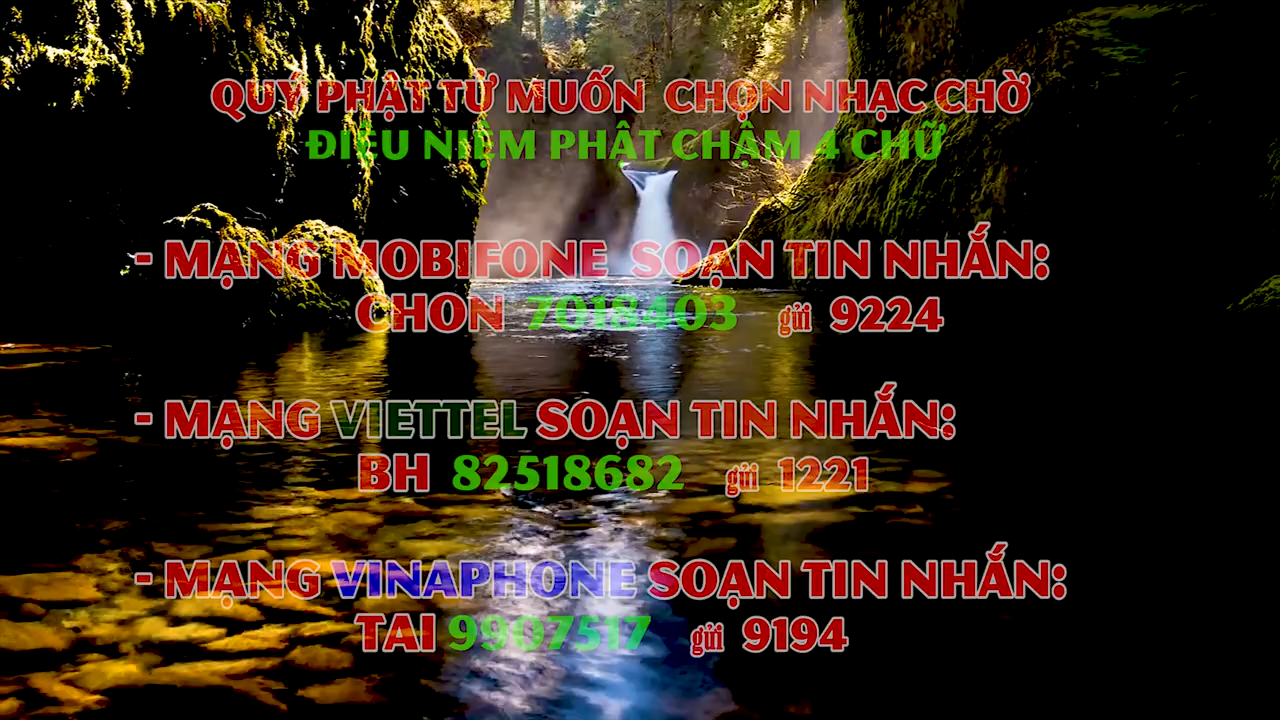 QUÝ PHẬT TỬ MUỐN CHỌN NHẠC CHỜ
ĐIỆU NIỆM PHẬT CHẬM 4 CHỮ
- MẠNG MOBIFONE SOẠN TIN NHẮN:
CHON 7018403 gửi 9224
- MẠNG VIETTEL SOẠN TIN NHẮN:
BH 82518682 gửi 1221
- MẠNG VINAPHONE SOẠN TIN NHẮN:
TAI 9907517 gửi 9194